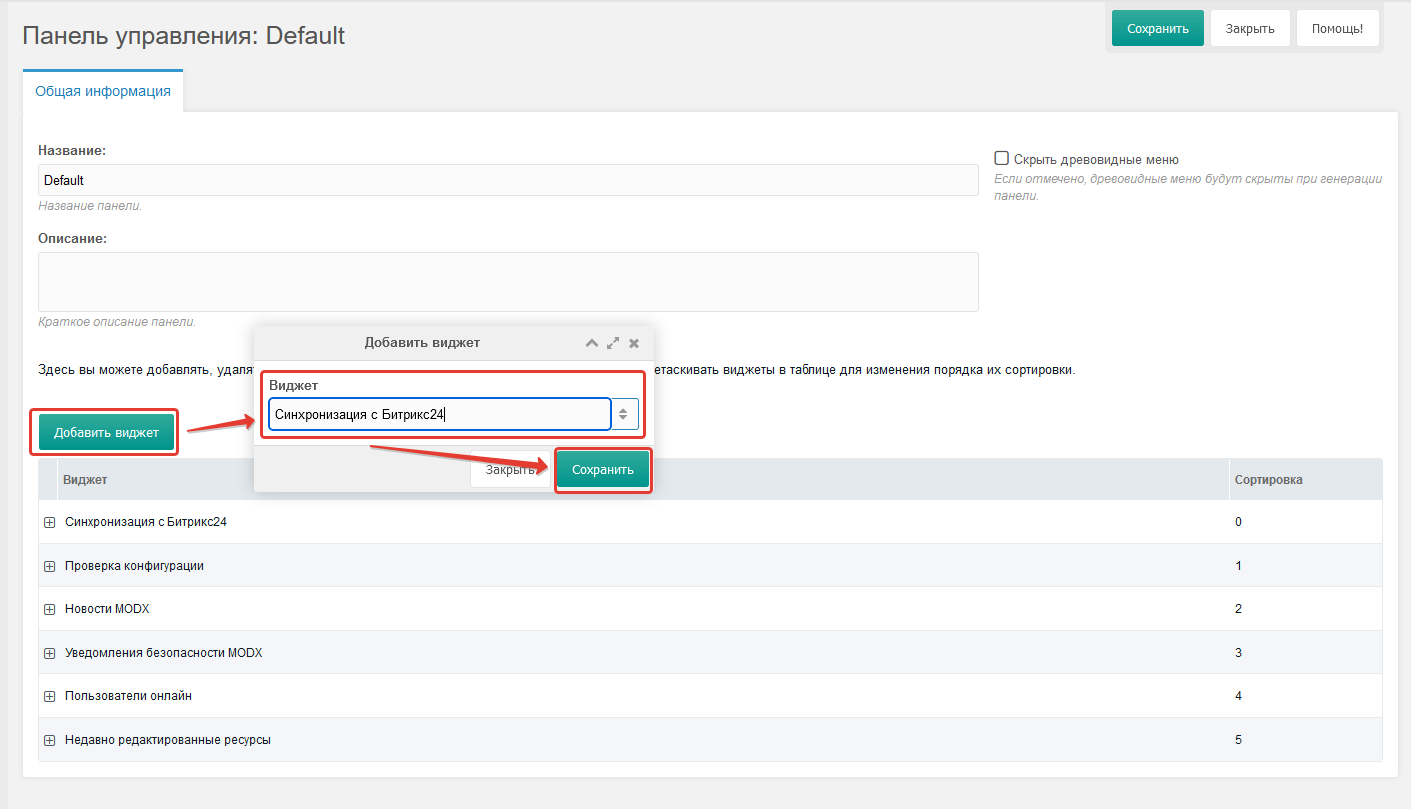 Панель управления: Default
Сохранить
Закрыть
Помощь!
Общая информация
Название:
Default
Название панели.
Скрыть древовидные меню
Если отмечено, древовидные меню будут скрыты при генерации
панели.
Описание:
Краткое описание панели.
Добавить виджет
Здесь вы можете добавлять, удалят
етаскивать виджеты в таблице для изменения порядка их сортировки.
Виджет
Синхронизация с Битрикс24
Добавить виджет
Закрыть
Сохранить
Виджет
Сортировка
Синхронизация с Битрикс24 0
Проверка конфигурации 1
Новости MODX 2
Уведомления безопасности MODX 3
Пользователи онлайн 4
Недавно редактированные ресурсы 5